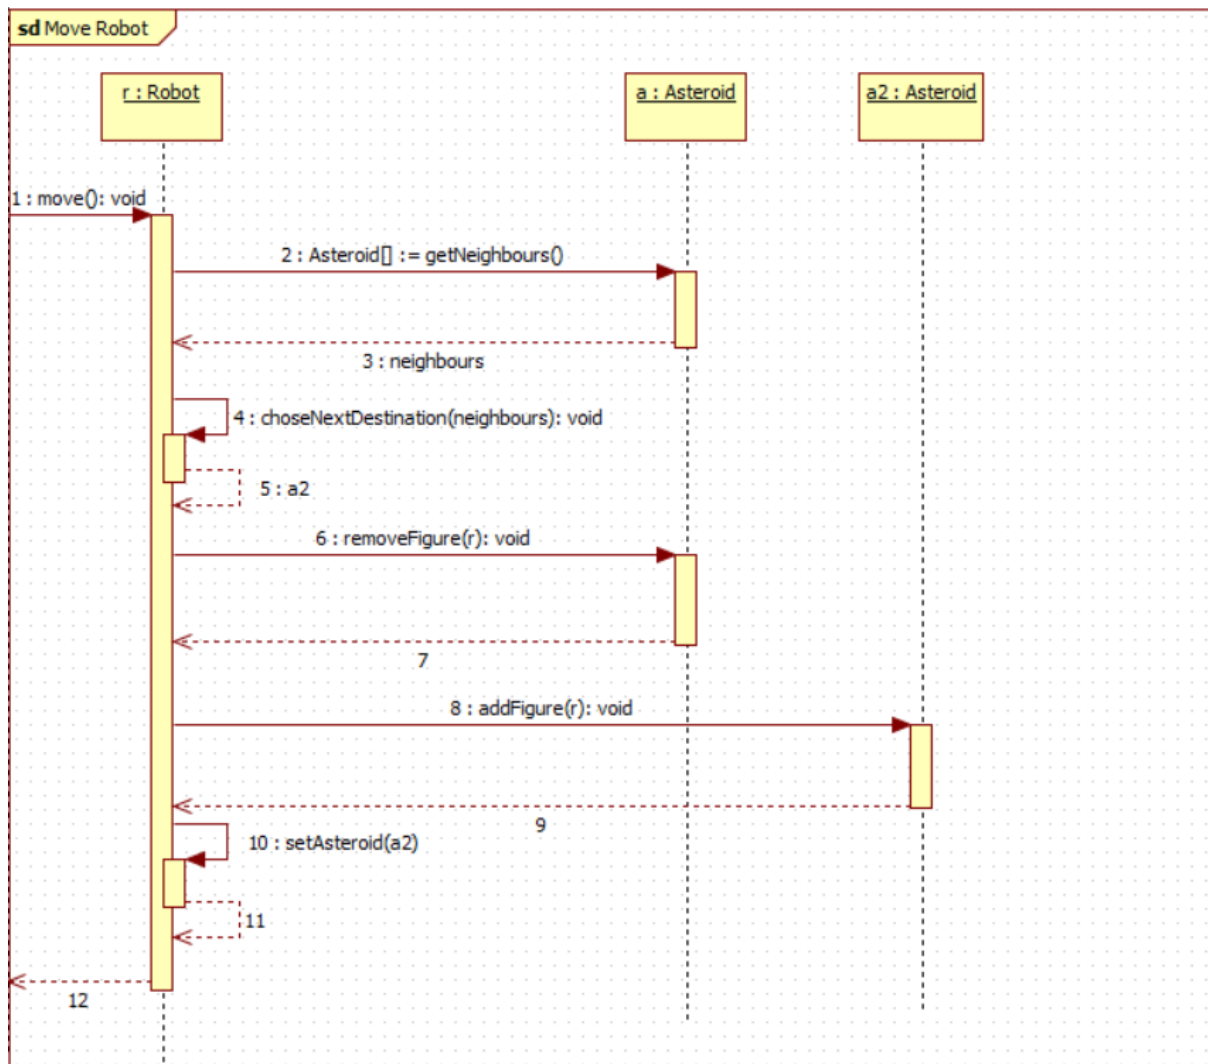 sd Move Robot
r : Robot
a : Asteroid
a2 : Asteroid
1 : move(): void
2 : Asteroid[] := getNeighbours()
3 : neighbours
4 : choseNextDestination(neighbours): void
5 : a2
6 : removeFigure(r): void
7
8 : addFigure(r): void
9
10 : setAsteroid(a2)
11
12